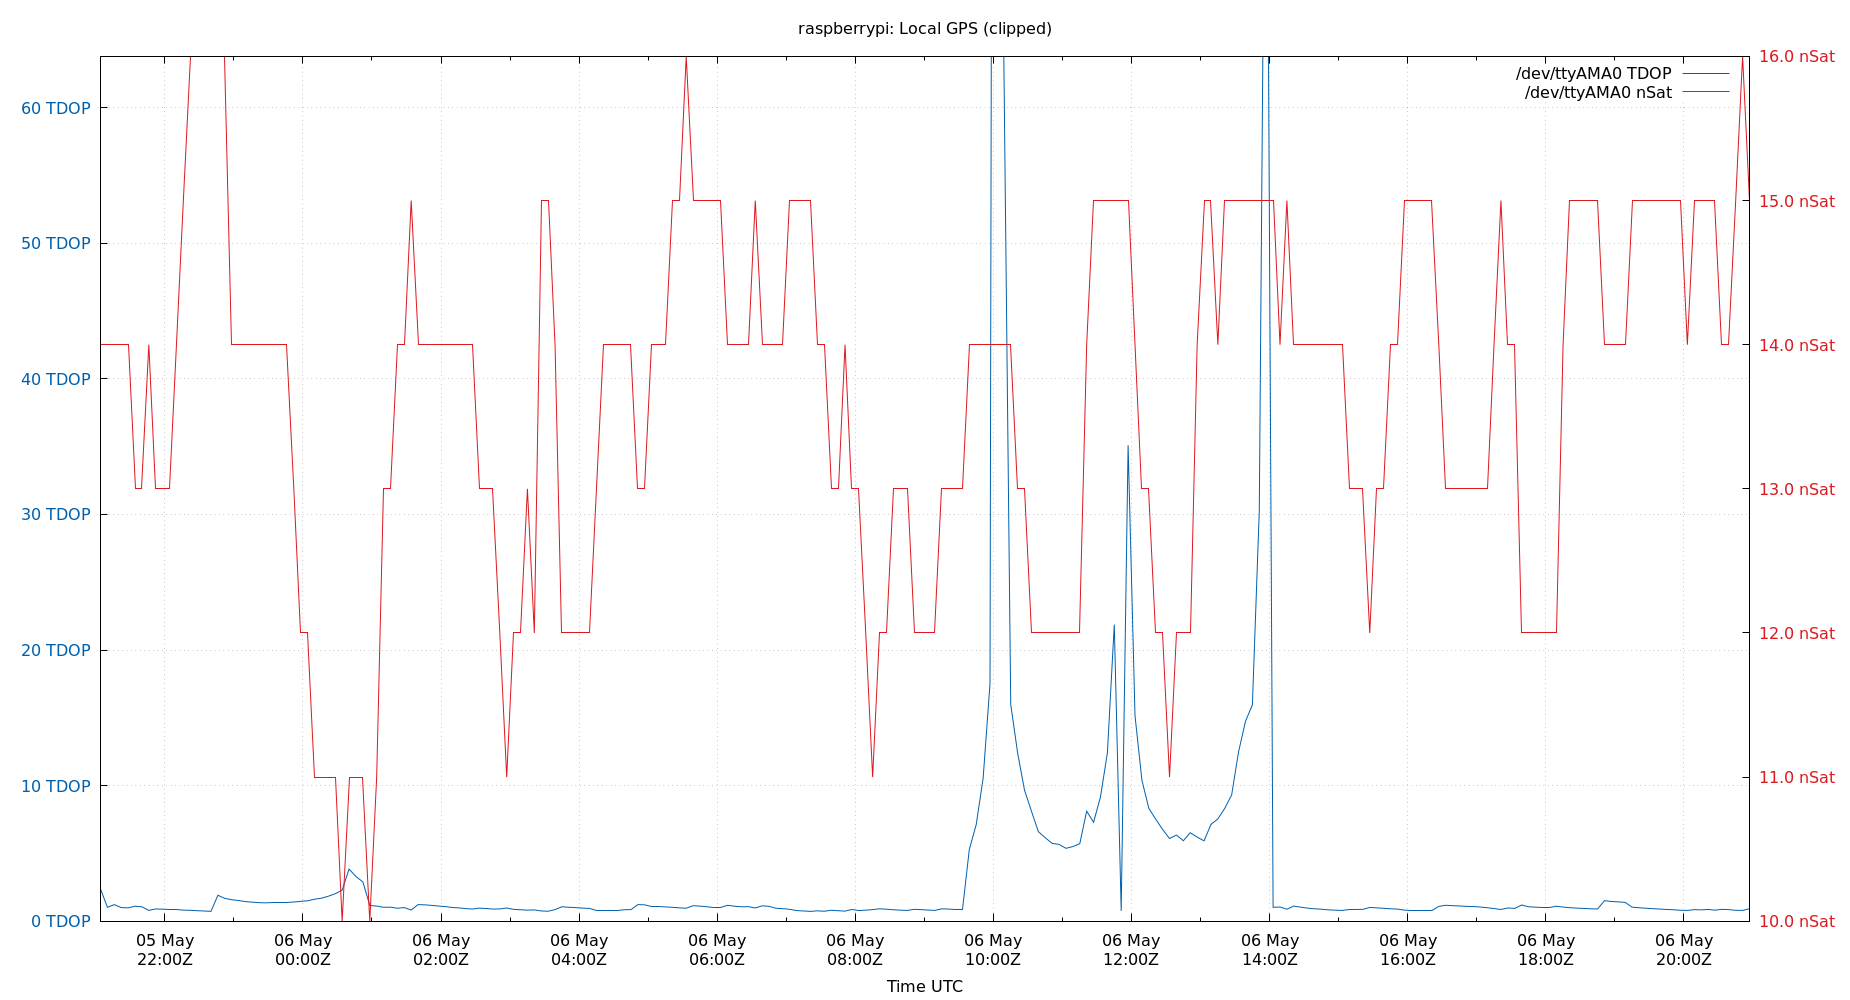 raspberrypi: Local GPS (clipped)
/dev/ttyAMA0 TDOP
/dev/ttyAMA0 nSat
60 TDOP
50 TDOP
40 TDOP
30 TDOP
20 TDOP
10 TDOP
0 TDOP
16.0 nSat
15.0 nSat
14.0 nSat
13.0 nSat
12.0 nSat
11.0 nSat
10.0 nSat
05 May
22:00Z
06 May
00:00Z
06 May
02:00Z
06 May
04:00Z
06 May
06:00Z
06 May
08:00Z
06 May
10:00Z
06 May
12:00Z
06 May
14:00Z
06 May
16:00Z
06 May
18:00Z
06 May
20:00Z
Time UTC